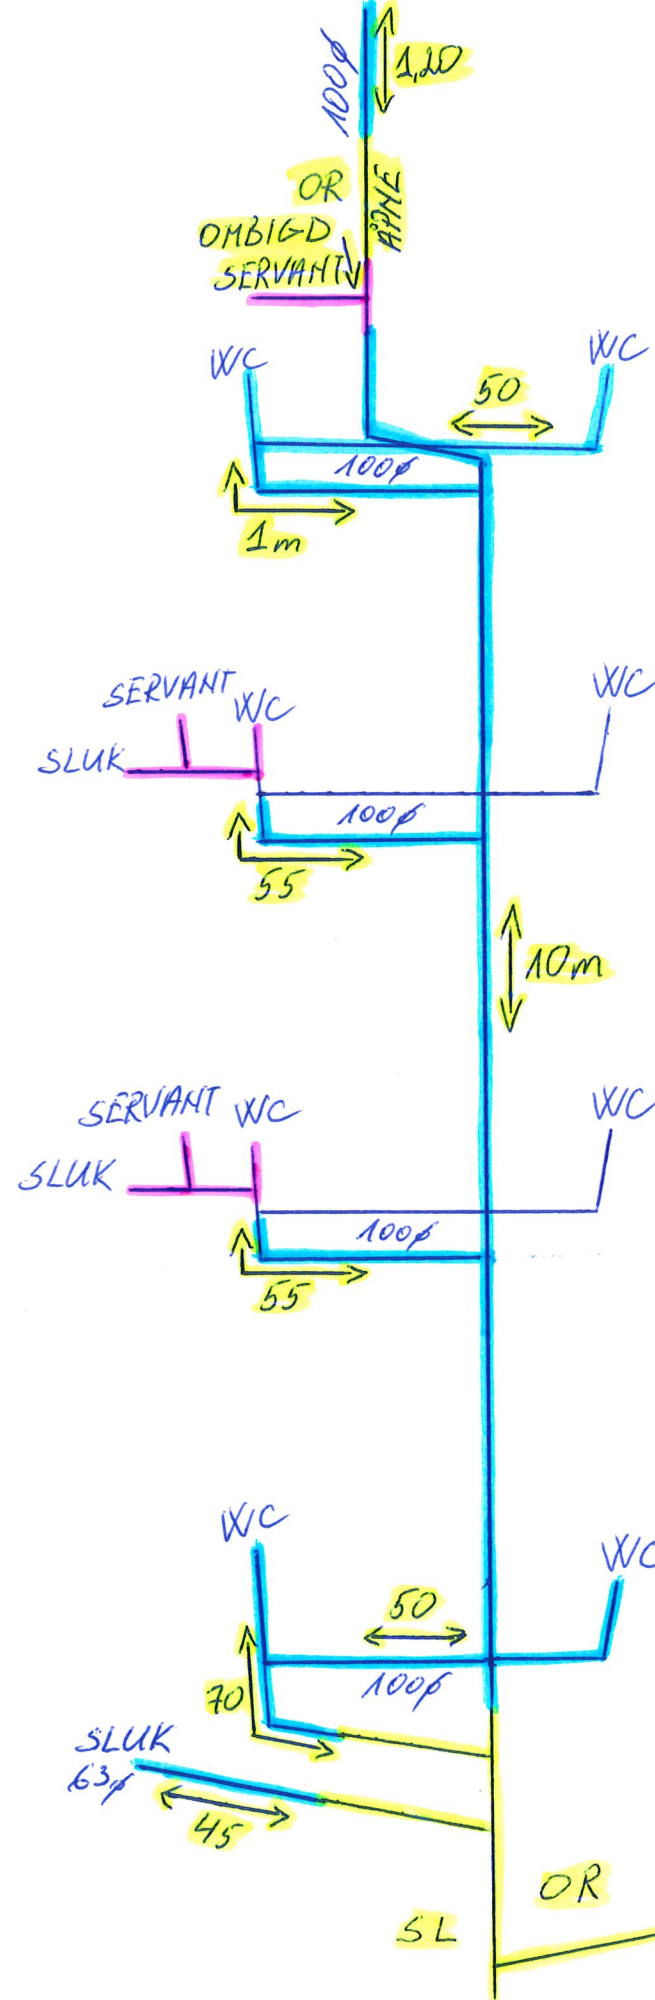 100ø
1,20
OR
ÅPNE
OMBIGD
SERVANT
WC
WC
50
100ø
1m
SERVANT
WC
WC
SLUK
100ø
55
10m
SERVANT
WC
WC
SLUK
100ø
55
WC
WC
50
100ø
70
SLUK
63ø
45
OR
SL